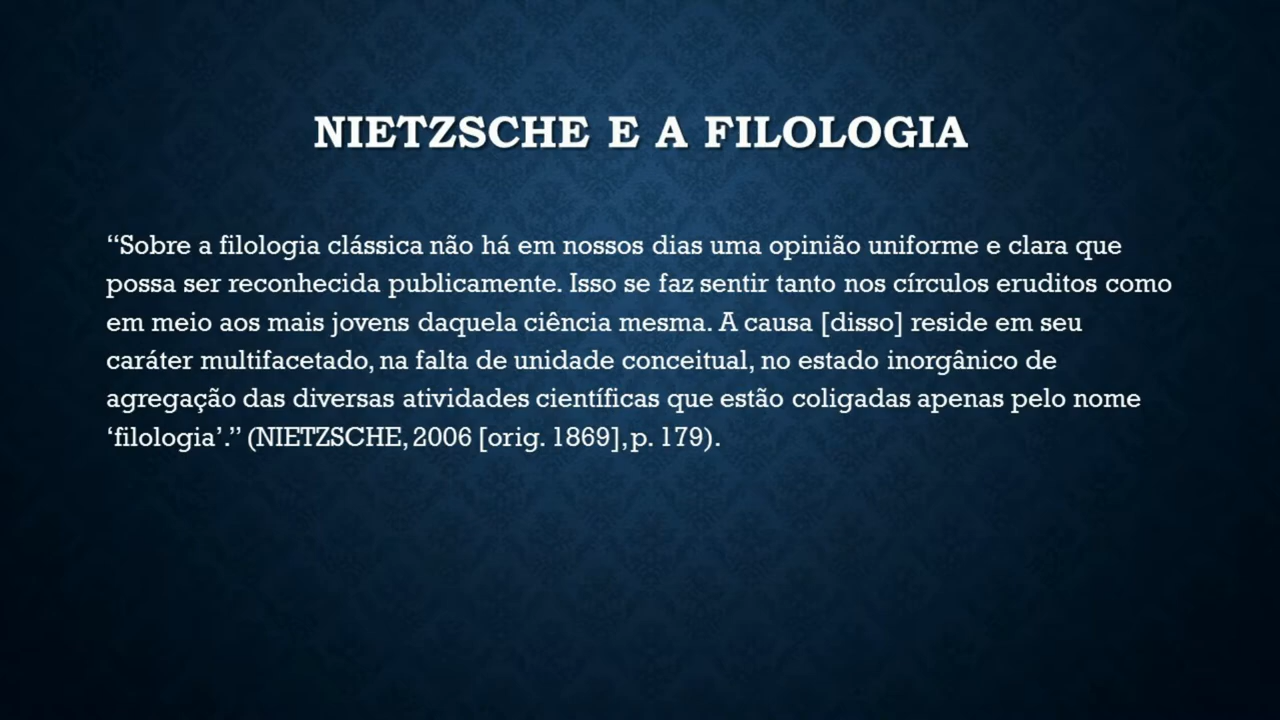 NIETZSCHE E A FILOLOGIA
“Sobre a filologia clássica não há em nossos dias uma opinião uniforme e clara que
possa ser reconhecida publicamente. Isso se faz sentir tanto nos círculos eruditos como
em meio aos mais jovens daquela ciência mesma. A causa [disso] reside em seu
caráter multifacetado, na falta de unidade conceitual, no estado inorgânico de
agregação das diversas atividades científicas que estão coligadas apenas pelo nome
‘filologia’.” (NIETZSCHE, 2006 [orig. 1869], p. 179).